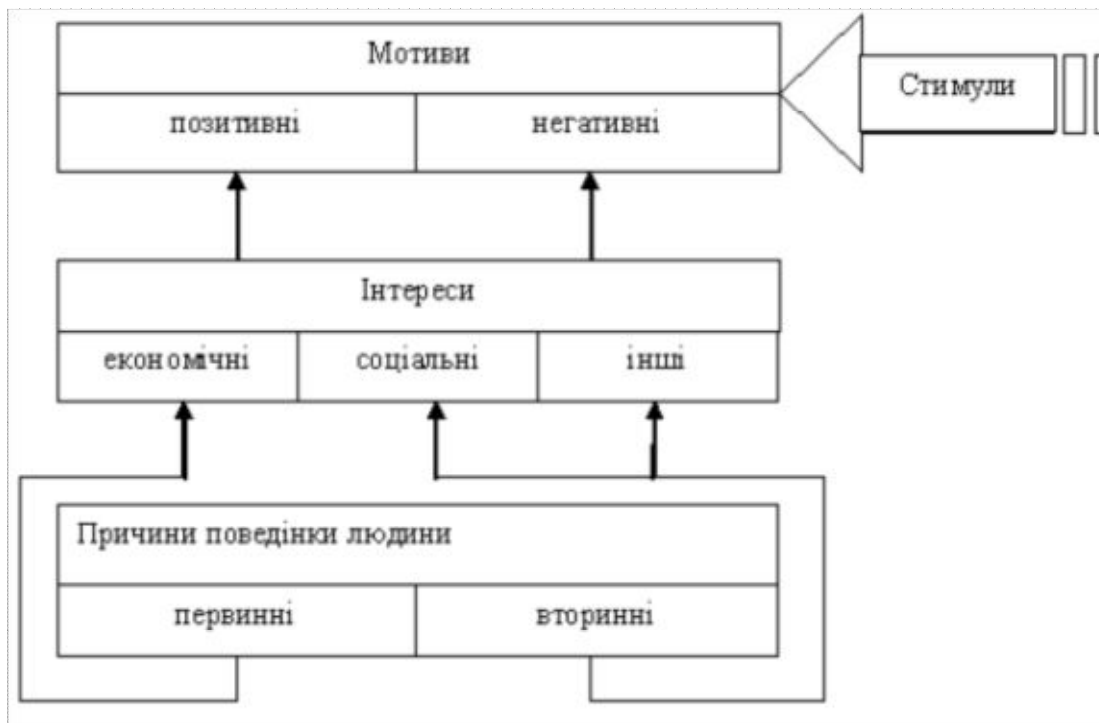 Мотиви
Стимули
позитивні
негативні
Інтереси
економічні
соціальні
інші
Причини поведінки людини
первинні
вторинні